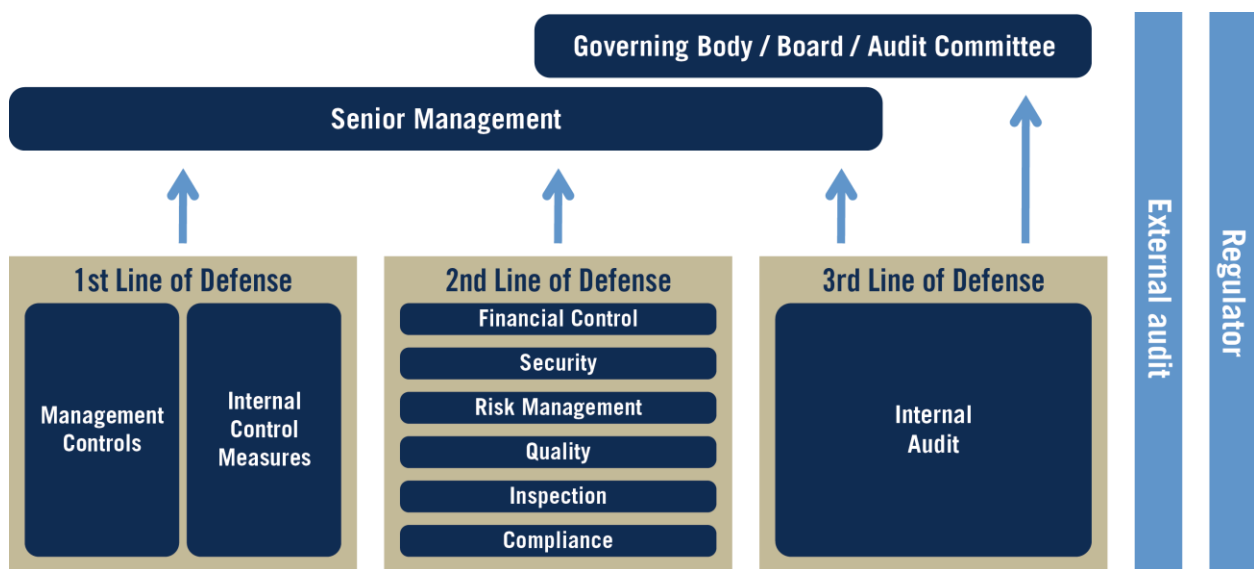 Governing Body / Board / Audit Committee
Senior Management
1st Line of Defense
Management
Controls
Internal
Control
Measures
2nd Line of Defense
Financial Control
Security
Risk Management
Quality
Inspection
Compliance
3rd Line of Defense
Internal
Audit
External audit
Regulator